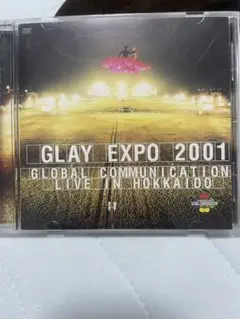 GLAY EXPO 2001
GLOBAL COMMUNICATION
LIVE IN HOKKAIDO